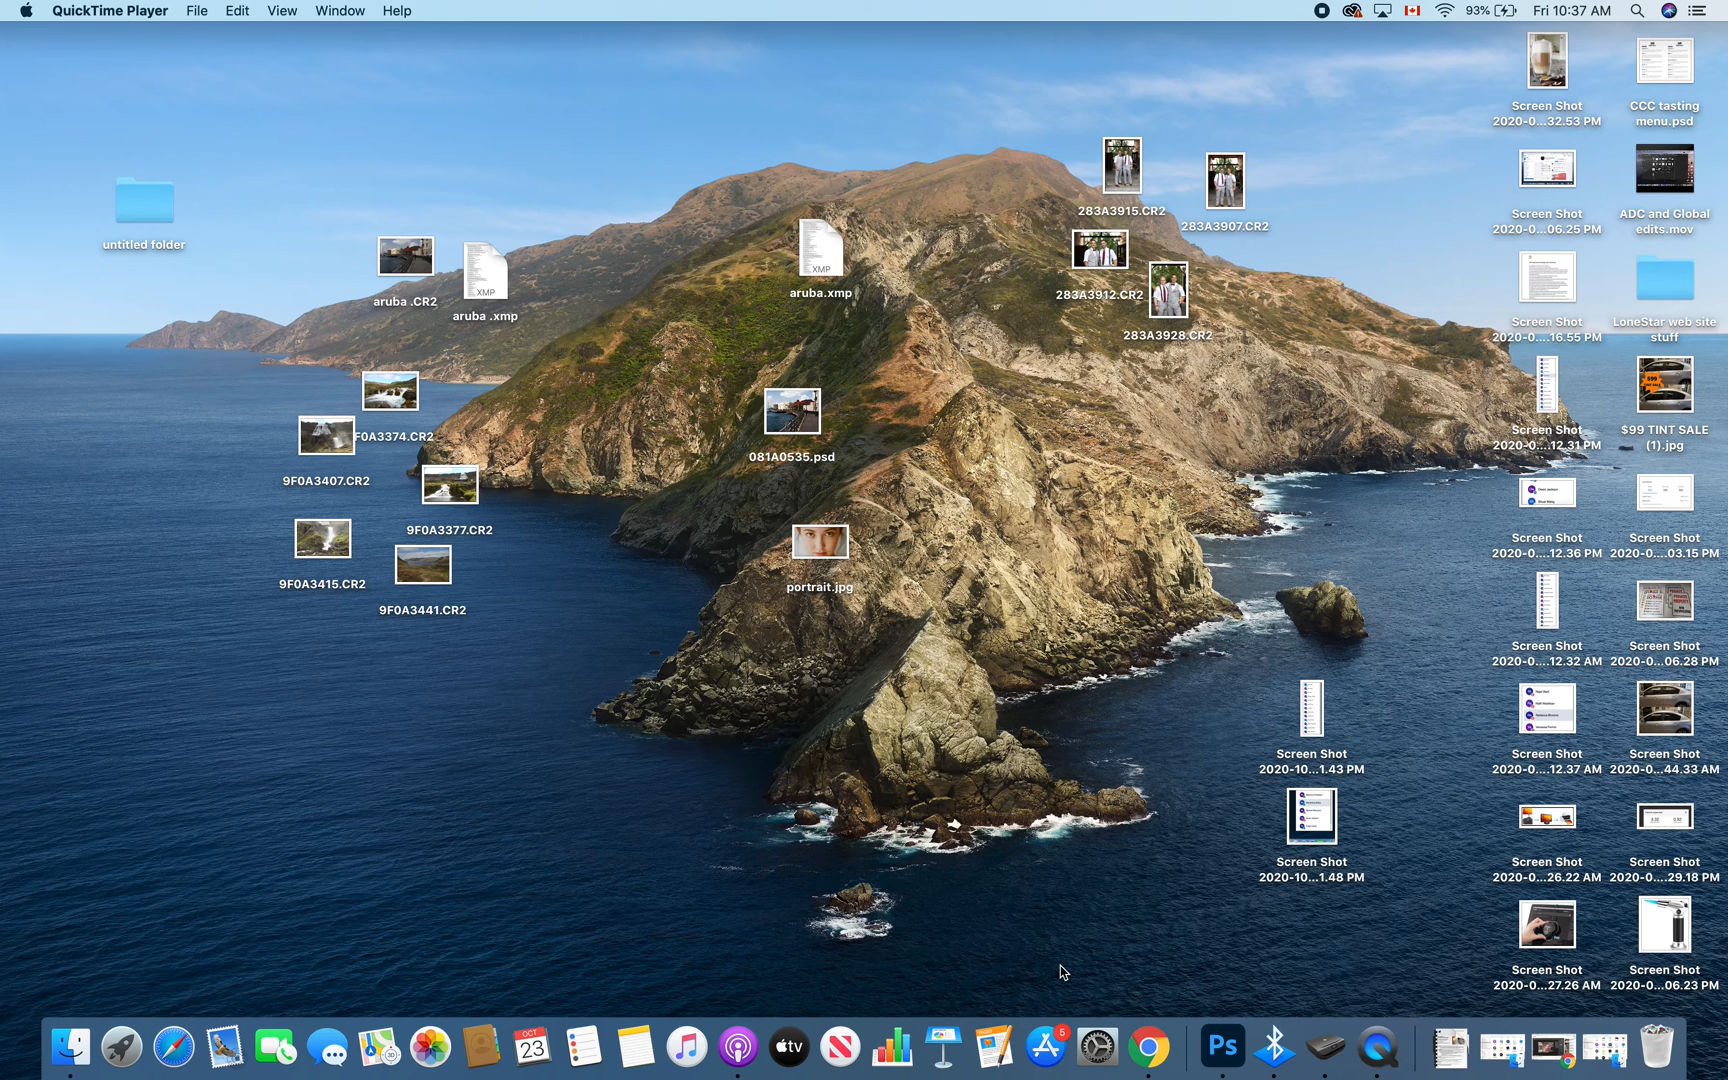 QuickTime Player File Edit View Window Help
93% Fri 10:37 AM
Screen Shot
2020-0...32.53 PM
CCC tasting
menu.psd
Screen Shot
2020-0...06.25 PM
ADC and Global
edits.mov
Screen Shot
2020-0....16.55 PM
LoneStar web site
stuff
Screen Shot
2020-0....12.31 PM
$99 TINT SALE
(1).jpg
Screen Shot
2020-0....12.36 PM
Screen Shot
2020-0....03.15 PM
Screen Shot
2020-0....12.32 AM
Screen Shot
2020-0...06.28 PM
Screen Shot
2020-0....12.37 AM
Screen Shot
2020-0...44.33 AM
Screen Shot
2020-0...26.22 AM
Screen Shot
2020-0....29.18 PM
Screen Shot
2020-0...27.26 AM
Screen Shot
2020-0...06.23 PM
Screen Shot
2020-10...1.43 PM
Screen Shot
2020-10...1.48 PM
283A3915.CR2
283A3907.CR2
283A3912.CR2
283A3928.CR2
untitled folder
aruba .CR2
XMP
aruba .xmp
XMP
aruba.xmp
F0A3374.CR2
9F0A3407.CR2
9F0A3377.CR2
9F0A3415.CR2
9F0A3441.CR2
081A0535.psd
portrait.jpg
OCT
23
3D
tv
5
Ps